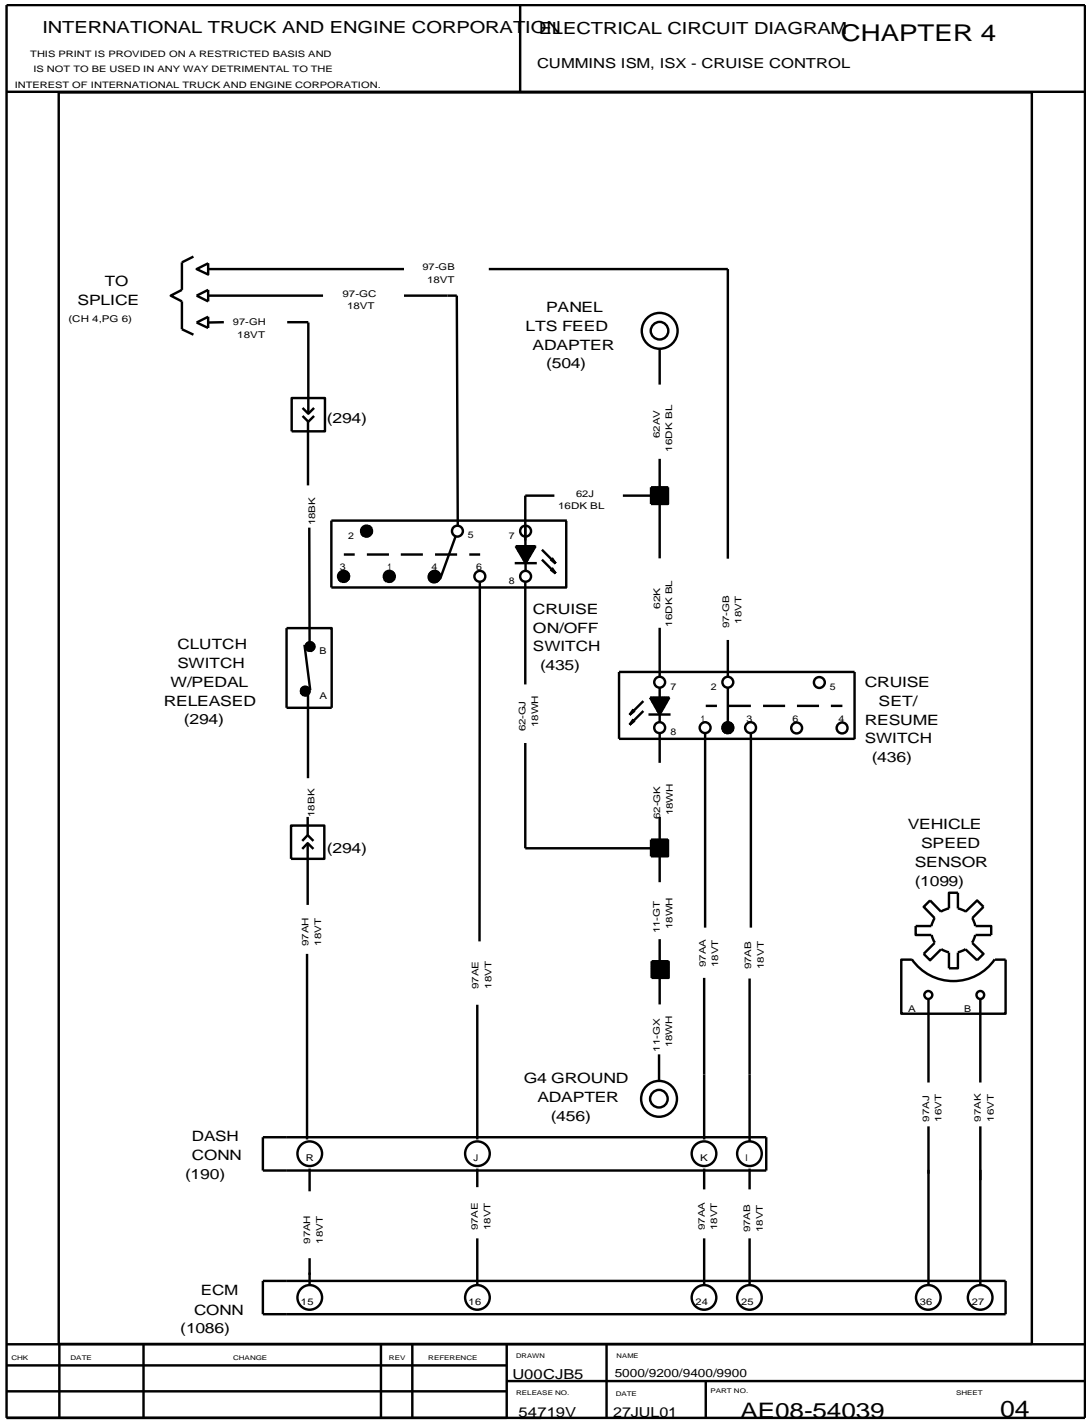 INTERNATIONAL TRUCK AND ENGINE CORPORATION
THIS PRINT IS PROVIDED ON A RESTRICTED BASIS AND
IS NOT TO BE USED IN ANY WAY DETRIMENTAL TO THE
INTEREST OF INTERNATIONAL TRUCK AND ENGINE CORPORATION.
ELECTRICAL CIRCUIT DIAGRAM
CHAPTER 4
CUMMINS ISM, ISX - CRUISE CONTROL
TO
SPLICE
(CH 4,PG 6)
97-GB
18VT
97-GC
18VT
97-GH
18VT
PANEL
LTS FEED
ADAPTER
(504)
(294)
62AV
16DK BL
62J
16DK BL
18BK
2
5
7
3
1
4
6
8
CRUISE
ON/OFF
SWITCH
(435)
62K
16DK BL
97-GB
18VT
CLUTCH
SWITCH
W/PEDAL
RELEASED
(294)
B
A
62-GJ
18WH
7
2
5
8
1
3
6
4
CRUISE
SET/
RESUME
SWITCH
(436)
18BK
(294)
62-GK
18WH
VEHICLE
SPEED
SENSOR
(1099)
A
B
97AH
18VT
97AE
18VT
11-GT
18WH
97AA
18VT
97AB
18VT
11-GX
18WH
G4 GROUND
ADAPTER
(456)
97AJ
16VT
97AK
16VT
DASH
CONN
(190)
R
J
K
I
97AH
18VT
97AE
18VT
97AA
18VT
97AB
18VT
ECM
CONN
(1086)
15
16
24
25
36
27
CHK
DATE
CHANGE
REV
REFERENCE
DRAWN
U00CJB5
NAME
5000/9200/9400/9900
RELEASE NO.
54719V
DATE
27JUL01
PART NO.
AE08-54039
SHEET
04